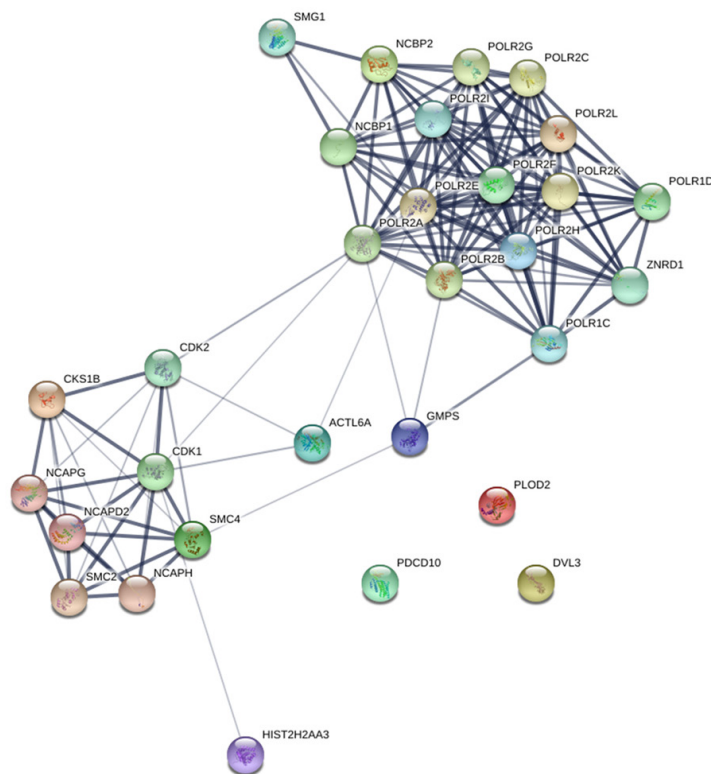 SMG1
NCBP2
POLR2G
POLR2C
POLR2I
POLR2L
NCBP1
POLR2F
POLR2K
POLR2E
POLR1D
POLR2A
POLR2H
POLR2B
ZNRD1
POLR1C
CDK2
CKS1B
ACTL6A
GMPS
CDK1
NCAPG
PLOD2
NCAPD2
SMC4
SMC2
NCAPH
PDCD10
DVL3
HIST2H2AA3